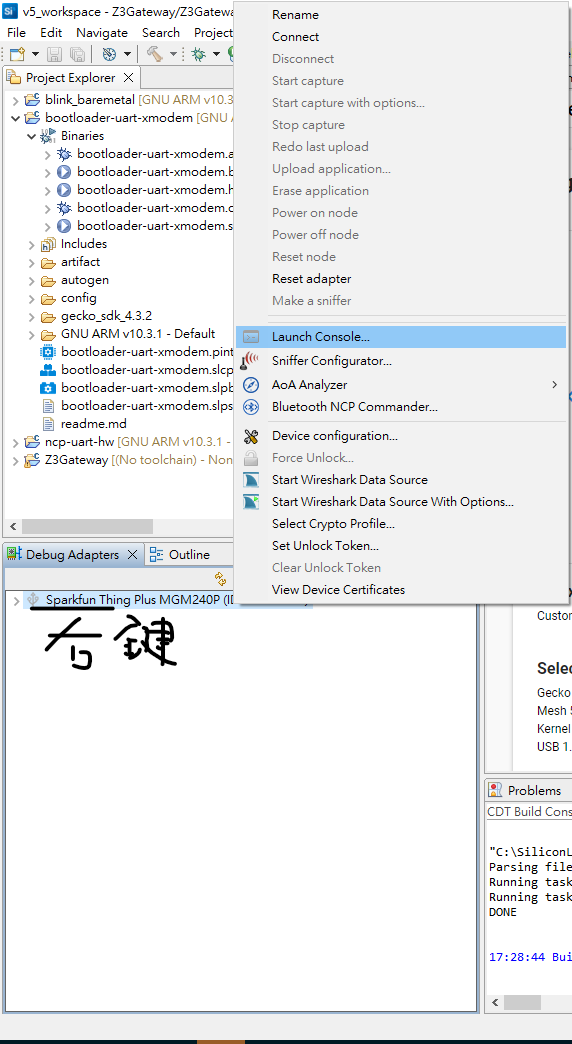 v5_workspace - Z3Gateway/Z3Gatewa
File Edit Navigate Search Project
Project Explorer
blink_baremetal [GNU ARM v10.3
bootloader-uart-xmodem [GNU A
Binaries
bootloader-uart-xmodem.a
bootloader-uart-xmodem.b
bootloader-uart-xmodem.h
bootloader-uart-xmodem.o
bootloader-uart-xmodem.s
Includes
artifact
autogen
config
gecko_sdk_4.3.2
GNU ARM v10.3.1 - Default
bootloader-uart-xmodem.pint
bootloader-uart-xmodem.slcp
bootloader-uart-xmodem.slpb
bootloader-uart-xmodem.slps
readme.md
ncp-uart-hw [GNU ARM v10.3.1 -
Z3Gateway [(No toolchain) - Non
Rename
Connect
Disconnect
Start capture
Start capture with options...
Stop capture
Redo last upload
Upload application...
Erase application
Power on node
Power off node
Reset node
Reset adapter
Make a sniffer
Launch Console...
Sniffer Configurator...
AoA Analyzer
Bluetooth NCP Commander...
Device configuration...
Force Unlock...
Start Wireshark Data Source
Start Wireshark Data Source With Options...
Select Crypto Profile...
Set Unlock Token...
Clear Unlock Token
View Device Certificates
Debug Adapters Outline
Sparkfun Thing Plus MGM240P (ID
右鍵
Custon
Selec
Gecko
Mesh
Kernel
USB 1.
Problems
CDT Build Cons
"C:\SiliconL
Parsing file
Running task
Running task
DONE
17:28:44 Bui